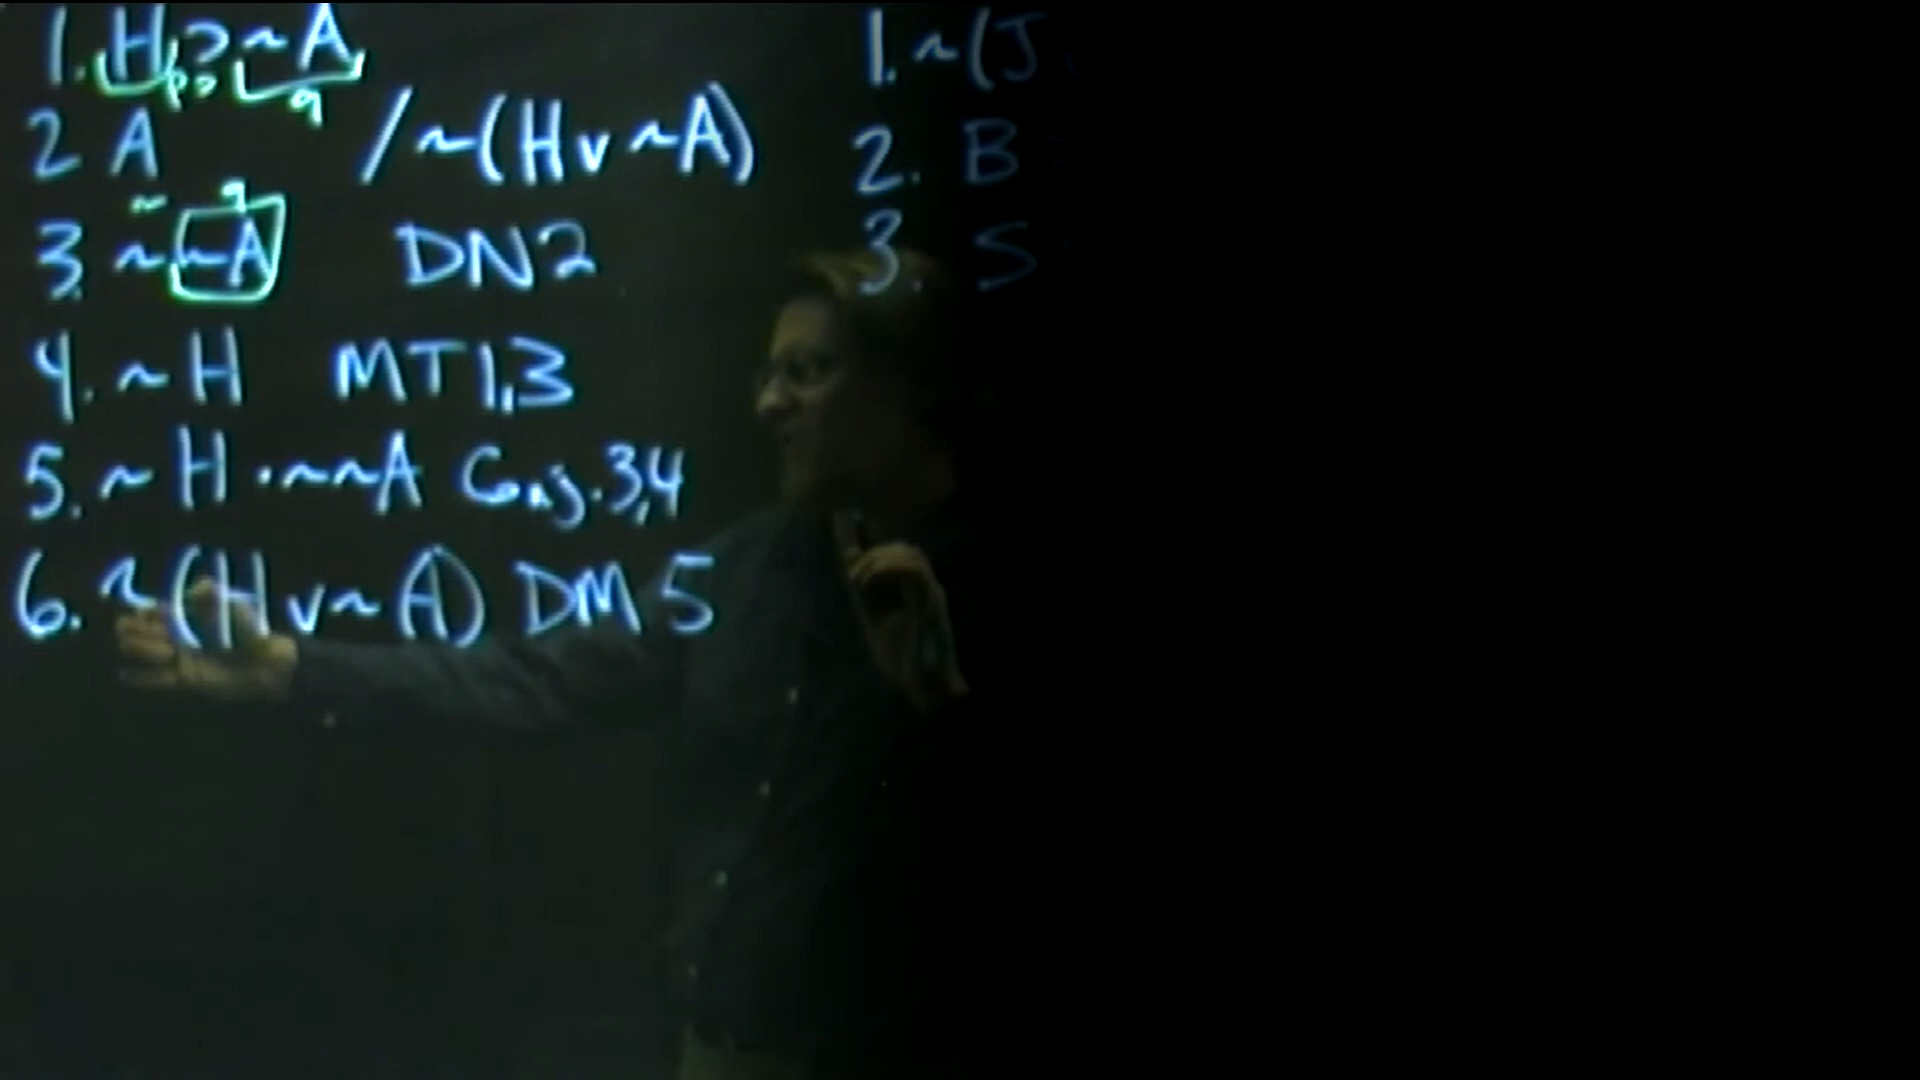 1. H ⊃ ~A
p ⊃ q
2 A / ~(H v ~A)
~ q
3. ~~A DN2
4. ~H MT1,3
5. ~H · ~~A Conj. 3,4
6. ~(H v ~A) DM 5
1. ~(J
2. B
3. S